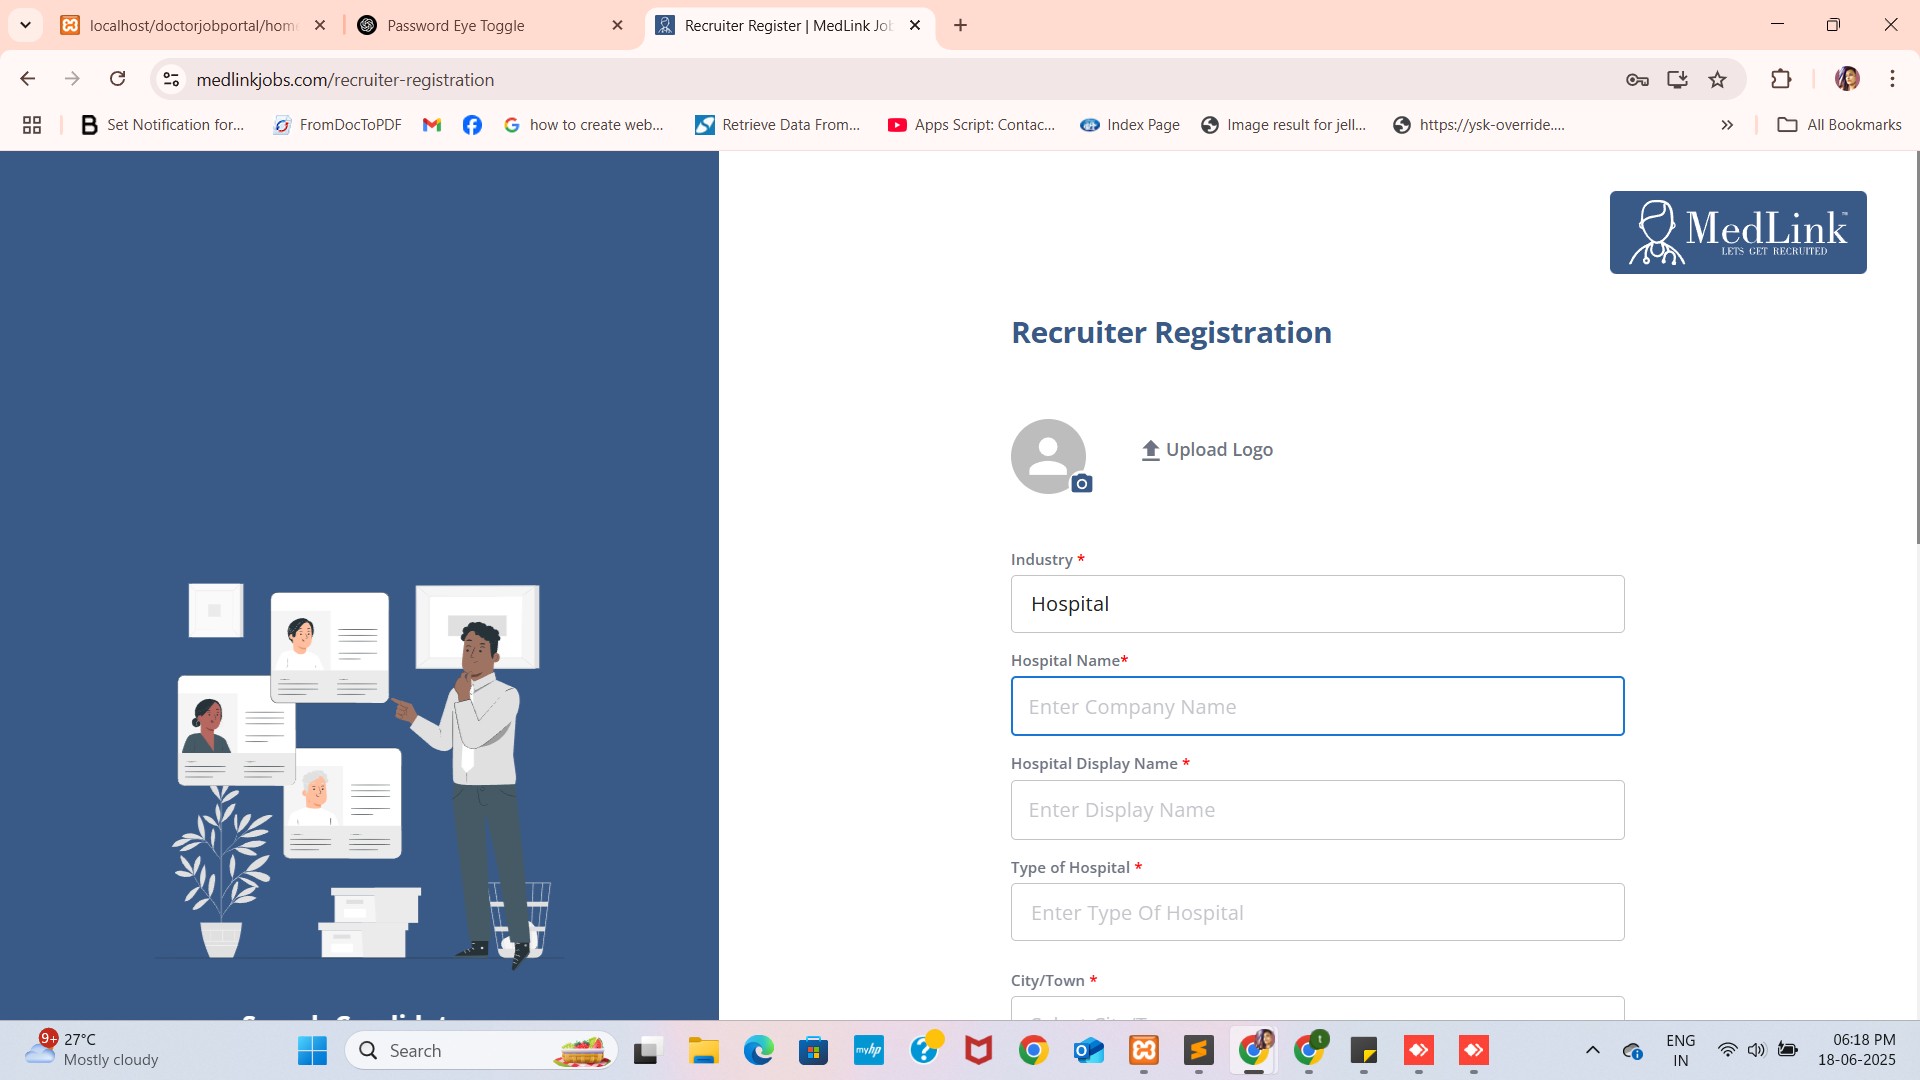 localhost/doctorjobportal/hom
Password Eye Toggle
Recruiter Register | MedLink Jo
medlinkjobs.com/recruiter-registration
Set Notification for...
FromDocToPDF
how to create web...
Retrieve Data From...
Apps Script: Contac...
Index Page
Image result for jell...
https://ysk-override....
All Bookmarks
MedLink™
LETS GET RECRUITED
Recruiter Registration
Upload Logo
Industry *
Hospital
Hospital Name*
Enter Company Name
Hospital Display Name *
Enter Display Name
Type of Hospital *
Enter Type Of Hospital
City/Town *
9+
27°C
Mostly cloudy
Search
myhp
t
ENG
IN
06:18 PM
18-06-2025